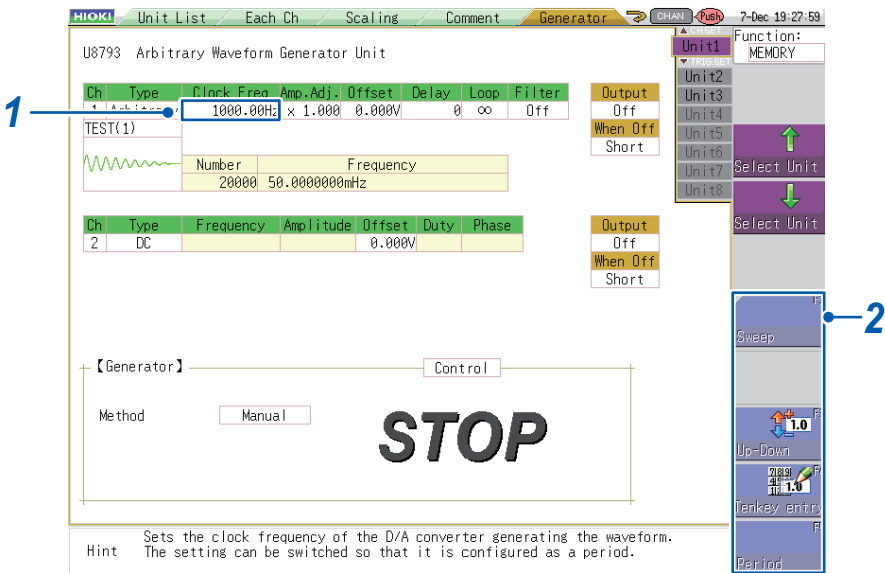 HIOKI Unit List Each Ch Scaling Comment Generator CHAN Push 7-Dec 19:27:59
▲ CH.SET
Function:
MEMORY
U8793 Arbitrary Waveform Generator Unit
Unit1
▼ TRIG.SET
Unit2
Unit3
Unit4
Unit5
Unit6
Unit7
Unit8
Select Unit
Select Unit
Ch Type Clock Freq Amp.Adj. Offset Delay Loop Filter
1 1000.00Hz x 1.000 0.000V 0 ∞ Off
TEST(1)
Number Frequency
20000 50.0000000mHz
Output
Off
When Off
Short
Ch Type Frequency Amplitude Offset Duty Phase
2 DC 0.000V
Output
Off
When Off
Short
1
2
Sweep
1.0
Up-Down
1.0
Tenkey entry
Period
【Generator】 Control
Method Manual
STOP
Hint Sets the clock frequency of the D/A converter generating the waveform.
The setting can be switched so that it is configured as a period.